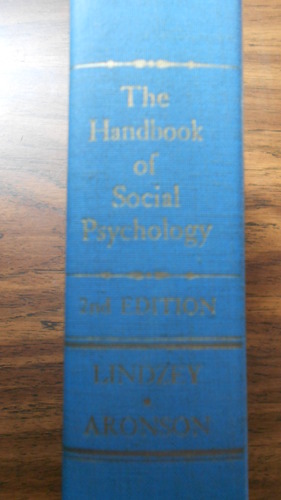 The
Handbook
of
Social
Psychology
2nd EDITION
LINDZEY
ARONSON